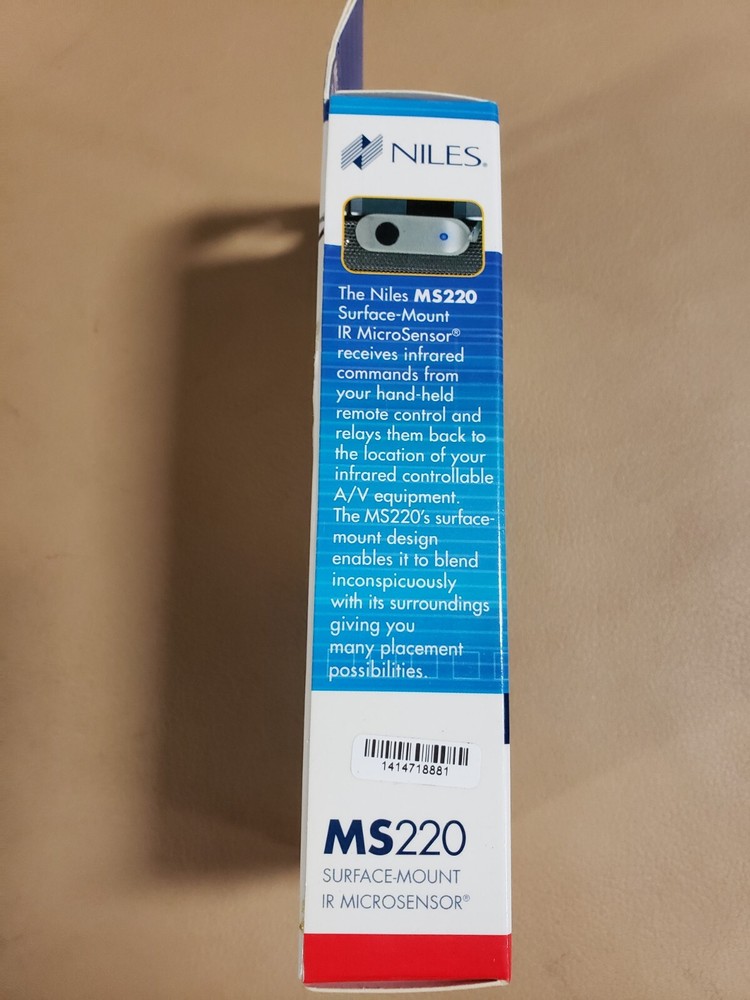 NILES®
The Niles MS220
Surface-Mount
IR MicroSensor®
receives infrared
commands from
your hand-held
remote control and
relays them back to
the location of your
infrared controllable
A/V equipment.
The MS220's surface-
mount design
enables it to blend
inconspicuously
with its surroundings
giving you
many placement
possibilities.
1414718881
MS220
SURFACE-MOUNT
IR MICROSENSOR®